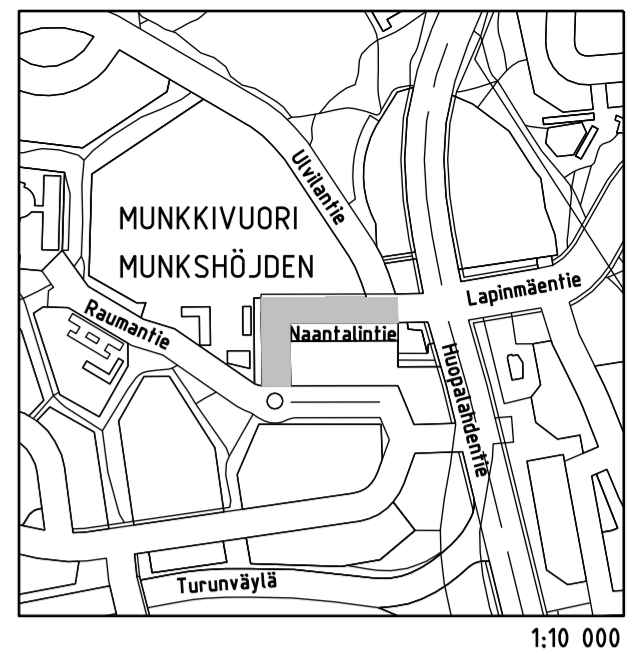 Ulvilantie
MUNKKIVUORI
MUNKSHÖJDEN
Lapinmäentie
Raumantie
Naantalintie
Huopalahdentie
Turunväylä
1:10 000